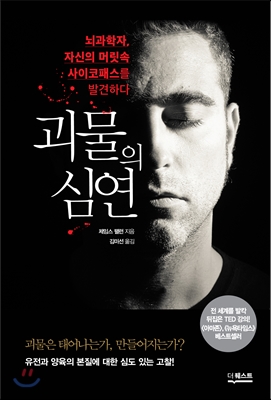 뇌과학자,
자신의 머릿속
사이코패스를
발견하다
괴물의
심연
제임스 팰런 지음
김미선 옮김
전 세계를 발칵
뒤집은 TED 강의!
〈아마존〉, 〈뉴욕타임스〉
베스트셀러
괴물은 태어나는가, 만들어지는가?
유전과 양육의 본질에 대한 심도 있는 고찰!
더 퀘스트